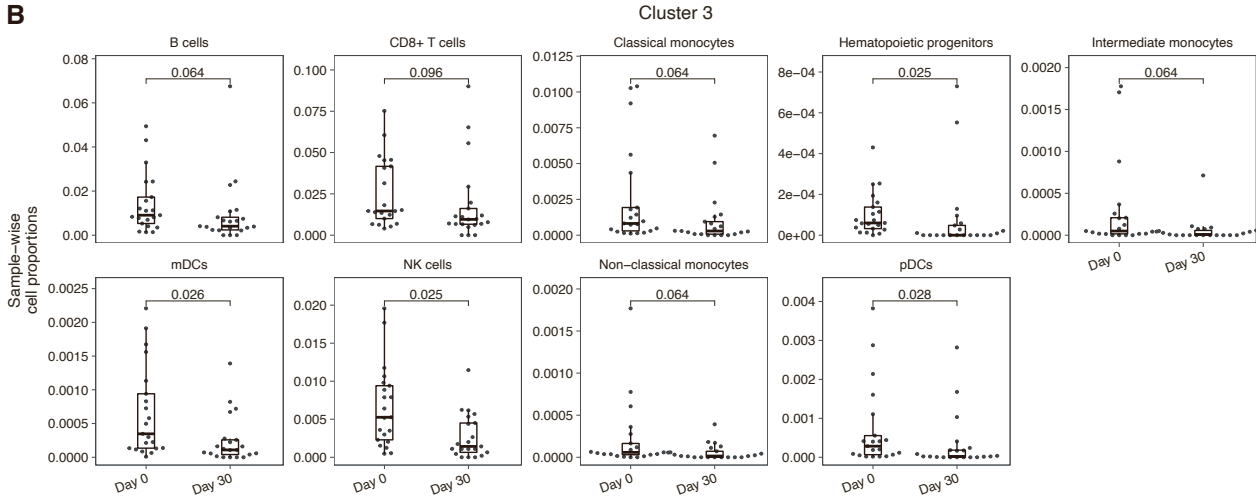 B
Cluster 3
B cells
CD8+ T cells
Classical monocytes
Hematopoietic progenitors
Intermediate monocytes
0.08
0.06
0.04
0.02
0.00
0.064
0.100
0.075
0.050
0.025
0.000
0.096
0.0125
0.0100
0.0075
0.0050
0.0025
0.0000
0.064
8e−04
6e−04
4e−04
2e−04
0e+00
0.025
0.0020
0.0015
0.0010
0.0005
0.0000
0.064
Day 0
Day 30
Sample−wise
cell proportions
mDCs
NK cells
Non−classical monocytes
pDCs
0.0025
0.0020
0.0015
0.0010
0.0005
0.0000
0.026
Day 0
Day 30
0.020
0.015
0.010
0.005
0.000
0.025
Day 0
Day 30
0.0020
0.0015
0.0010
0.0005
0.0000
0.064
Day 0
Day 30
0.004
0.003
0.002
0.001
0.000
0.028
Day 0
Day 30